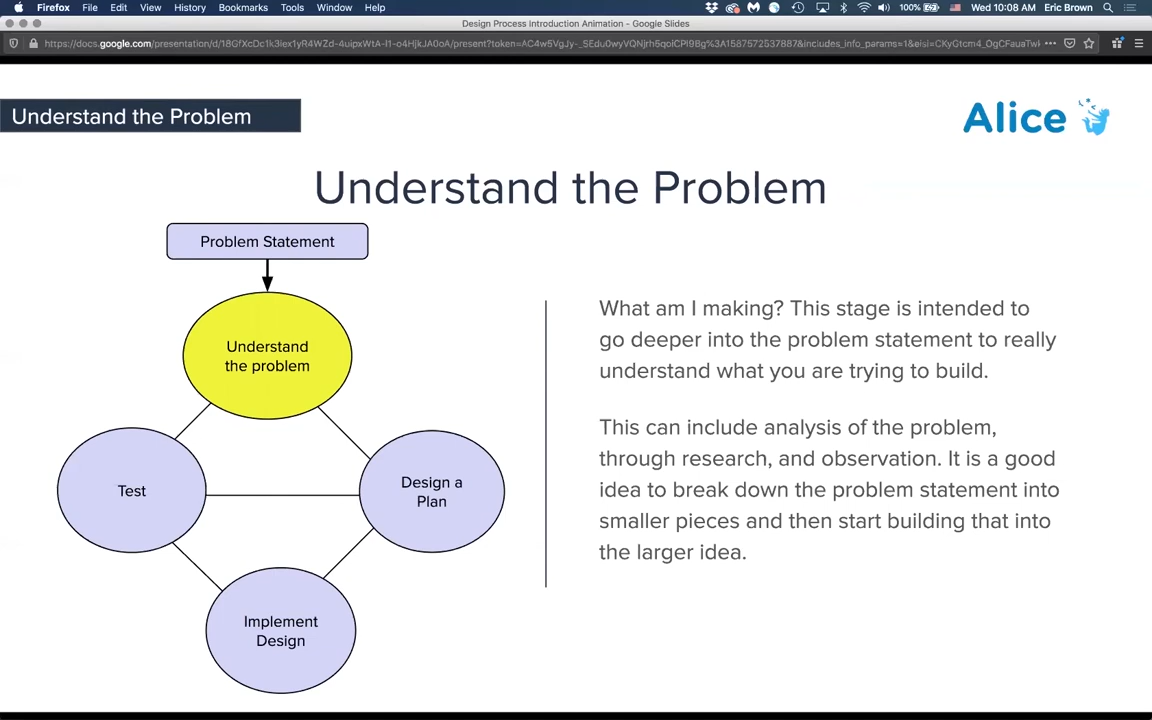 Firefox File Edit View History Bookmarks Tools Window Help 100% Wed 10:08 AM Eric Brown
Design Process Introduction Animation - Google Slides
Understand the Problem
Alice
Understand the Problem
Problem Statement
Understand
the problem
Test
Design a
Plan
Implement
Design
What am I making? This stage is intended to
go deeper into the problem statement to really
understand what you are trying to build.
This can include analysis of the problem,
through research, and observation. It is a good
idea to break down the problem statement into
smaller pieces and then start building that into
the larger idea.